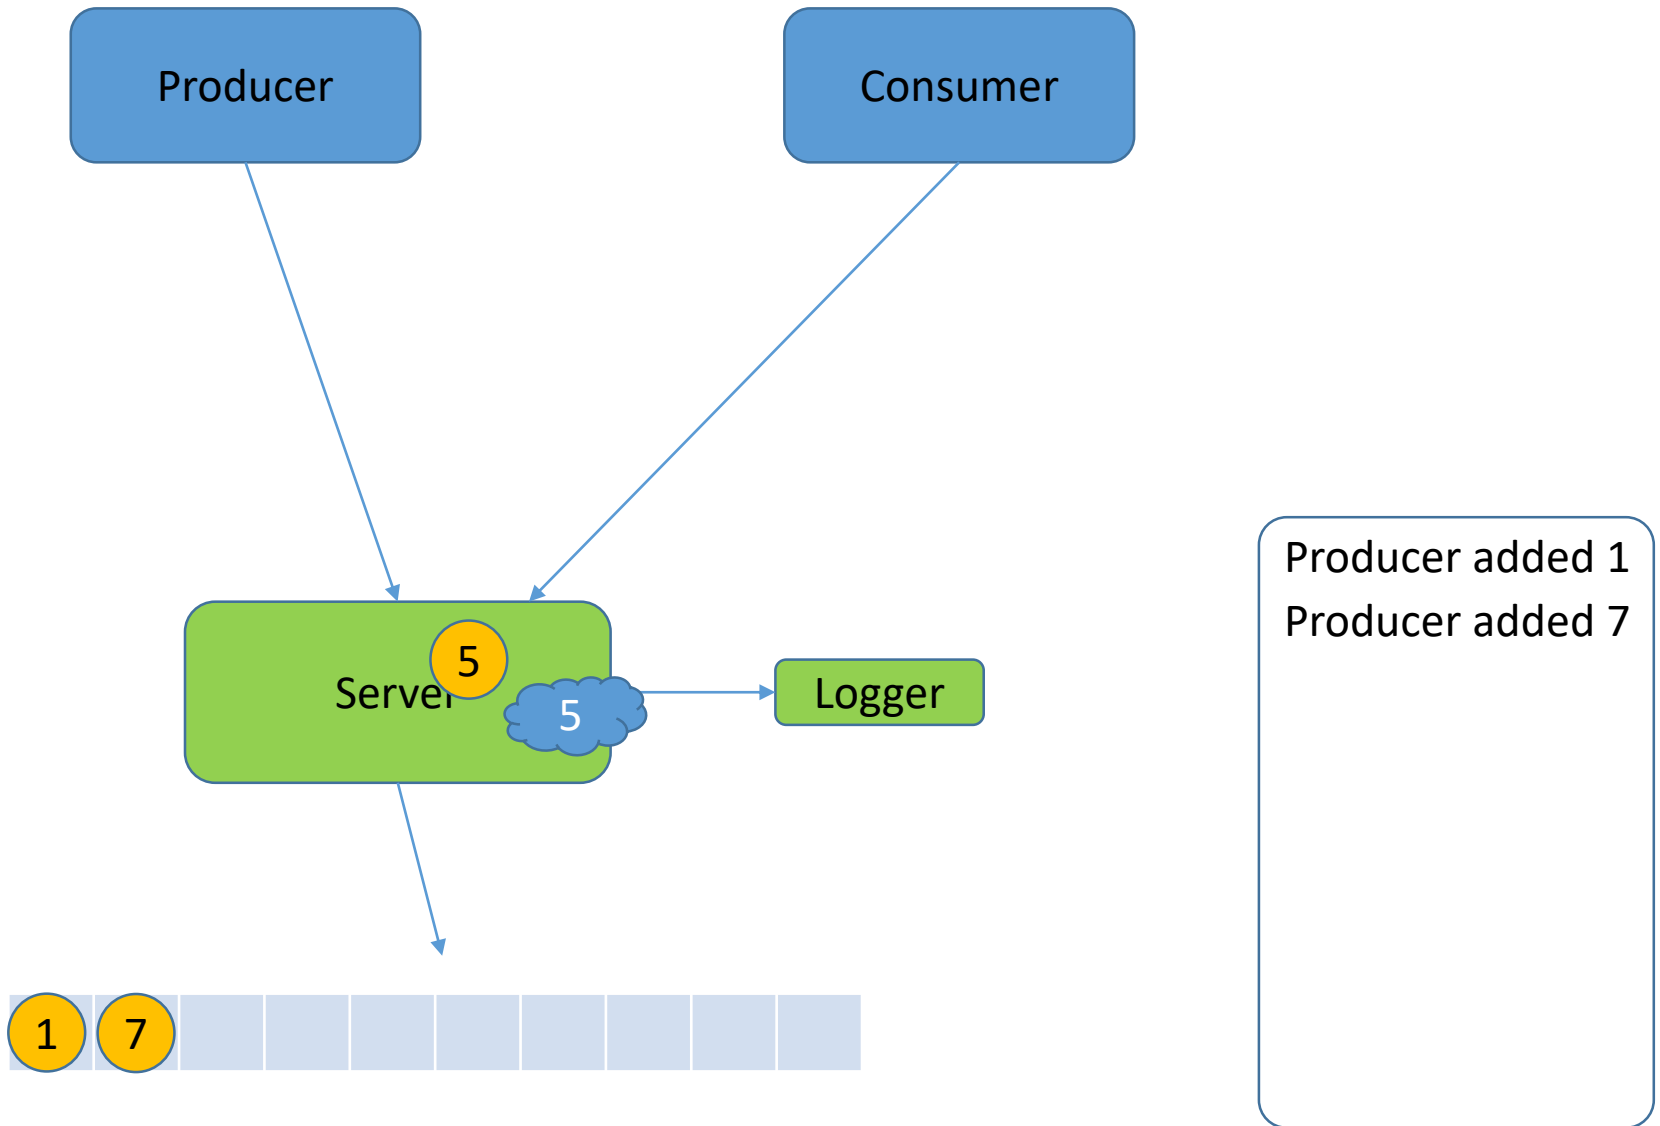 Producer
Consumer
Producer added 1
Producer added 7
5
Server
5
Logger
1
7